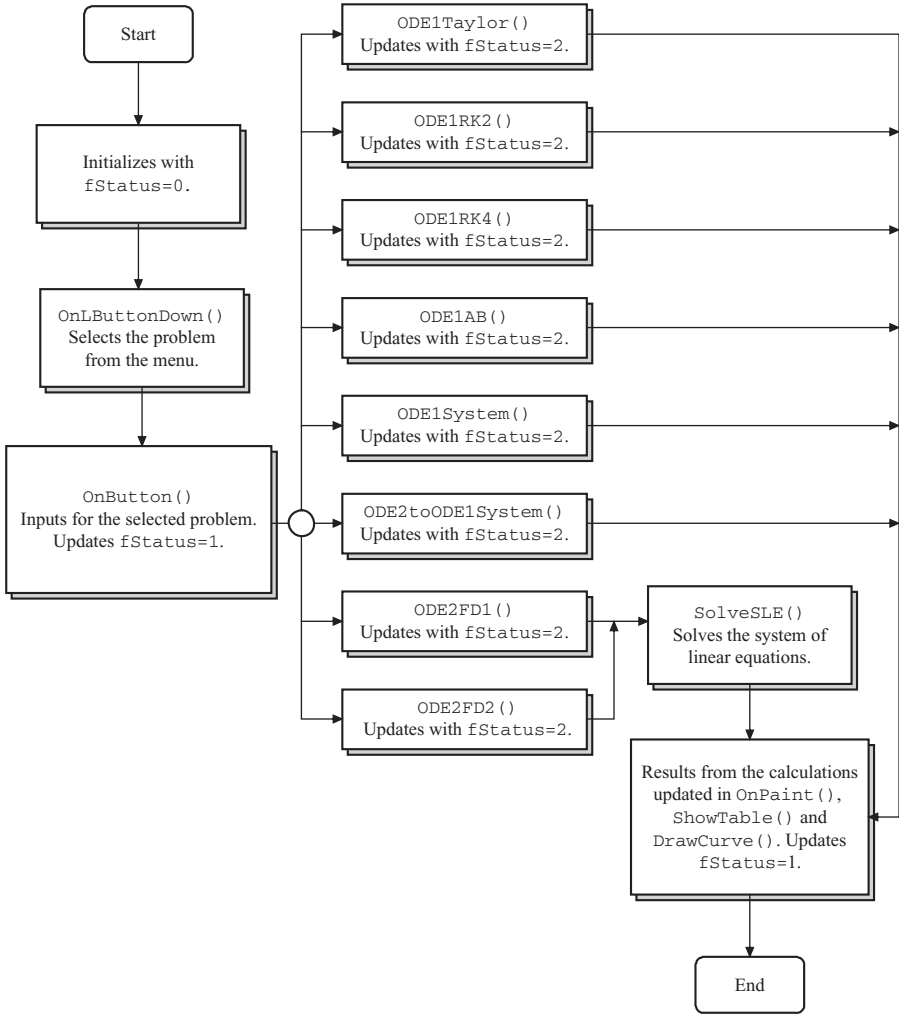 Start
Initializes with
fStatus=0.
OnLButtonDown()
Selects the problem
from the menu.
OnButton()
Inputs for the selected problem.
Updates fStatus=1.
ODE1Taylor()
Updates with fStatus=2.
ODE1RK2()
Updates with fStatus=2.
ODE1RK4()
Updates with fStatus=2.
ODE1AB()
Updates with fStatus=2.
ODE1System()
Updates with fStatus=2.
ODE2toODE1System()
Updates with fStatus=2.
ODE2FD1()
Updates with fStatus=2.
ODE2FD2()
Updates with fStatus=2.
SolveSLE()
Solves the system of
linear equations.
Results from the calculations
updated in OnPaint(),
ShowTable() and
DrawCurve(). Updates
fStatus=1.
End